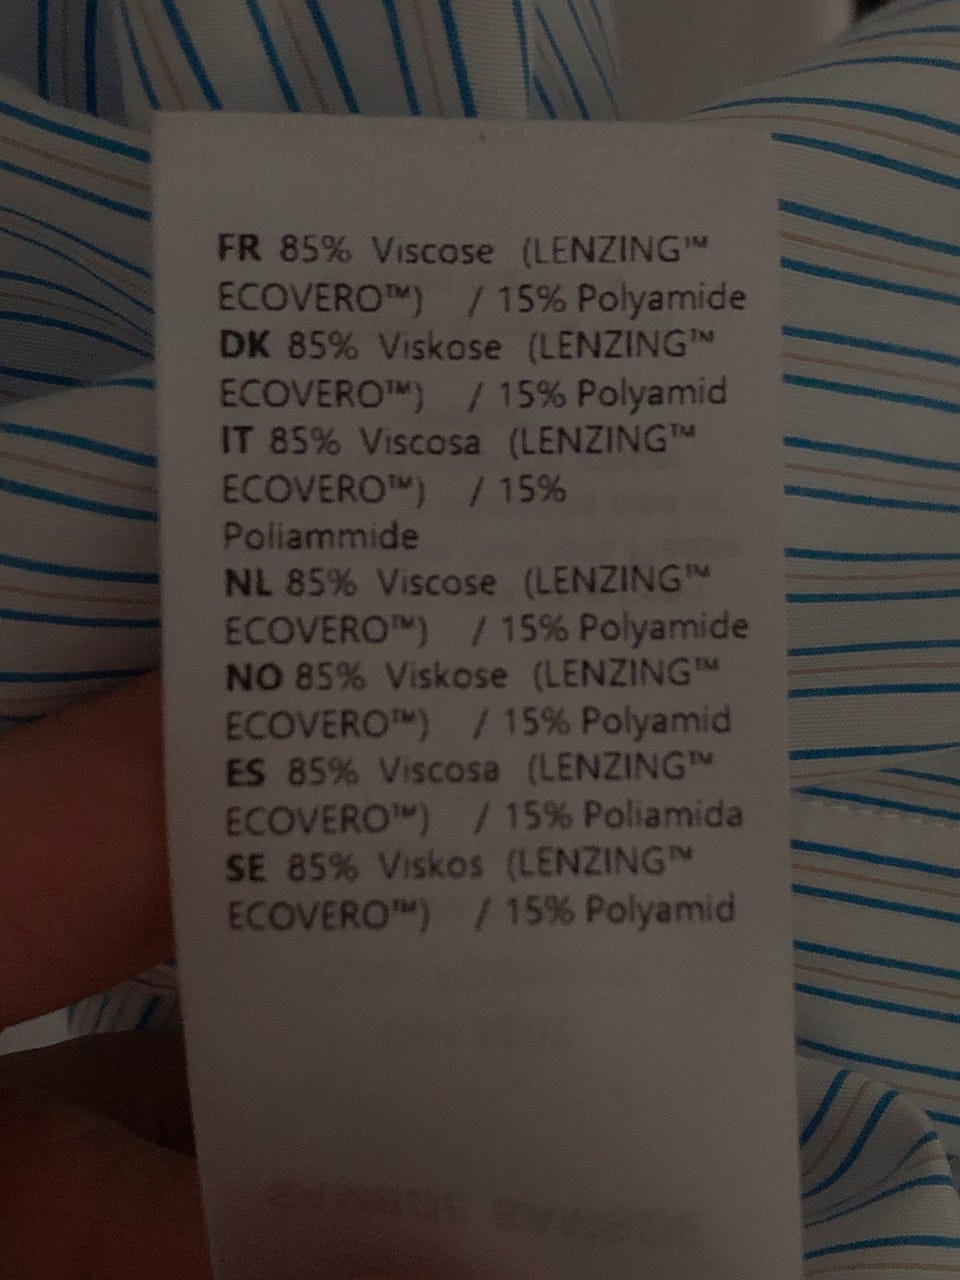 FR 85% Viscose (LENZING™
ECOVERO™) / 15% Polyamide
DK 85% Viskose (LENZING™
ECOVERO™) / 15% Polyamid
IT 85% Viscosa (LENZING™
ECOVERO™) / 15%
Poliammide
NL 85% Viscose (LENZING™
ECOVERO™) / 15% Polyamide
NO 85% Viskose (LENZING™
ECOVERO™) / 15% Polyamid
ES 85% Viscosa (LENZING™
ECOVERO™) / 15% Poliamida
SE 85% Viskos (LENZING™
ECOVERO™) / 15% Polyamid